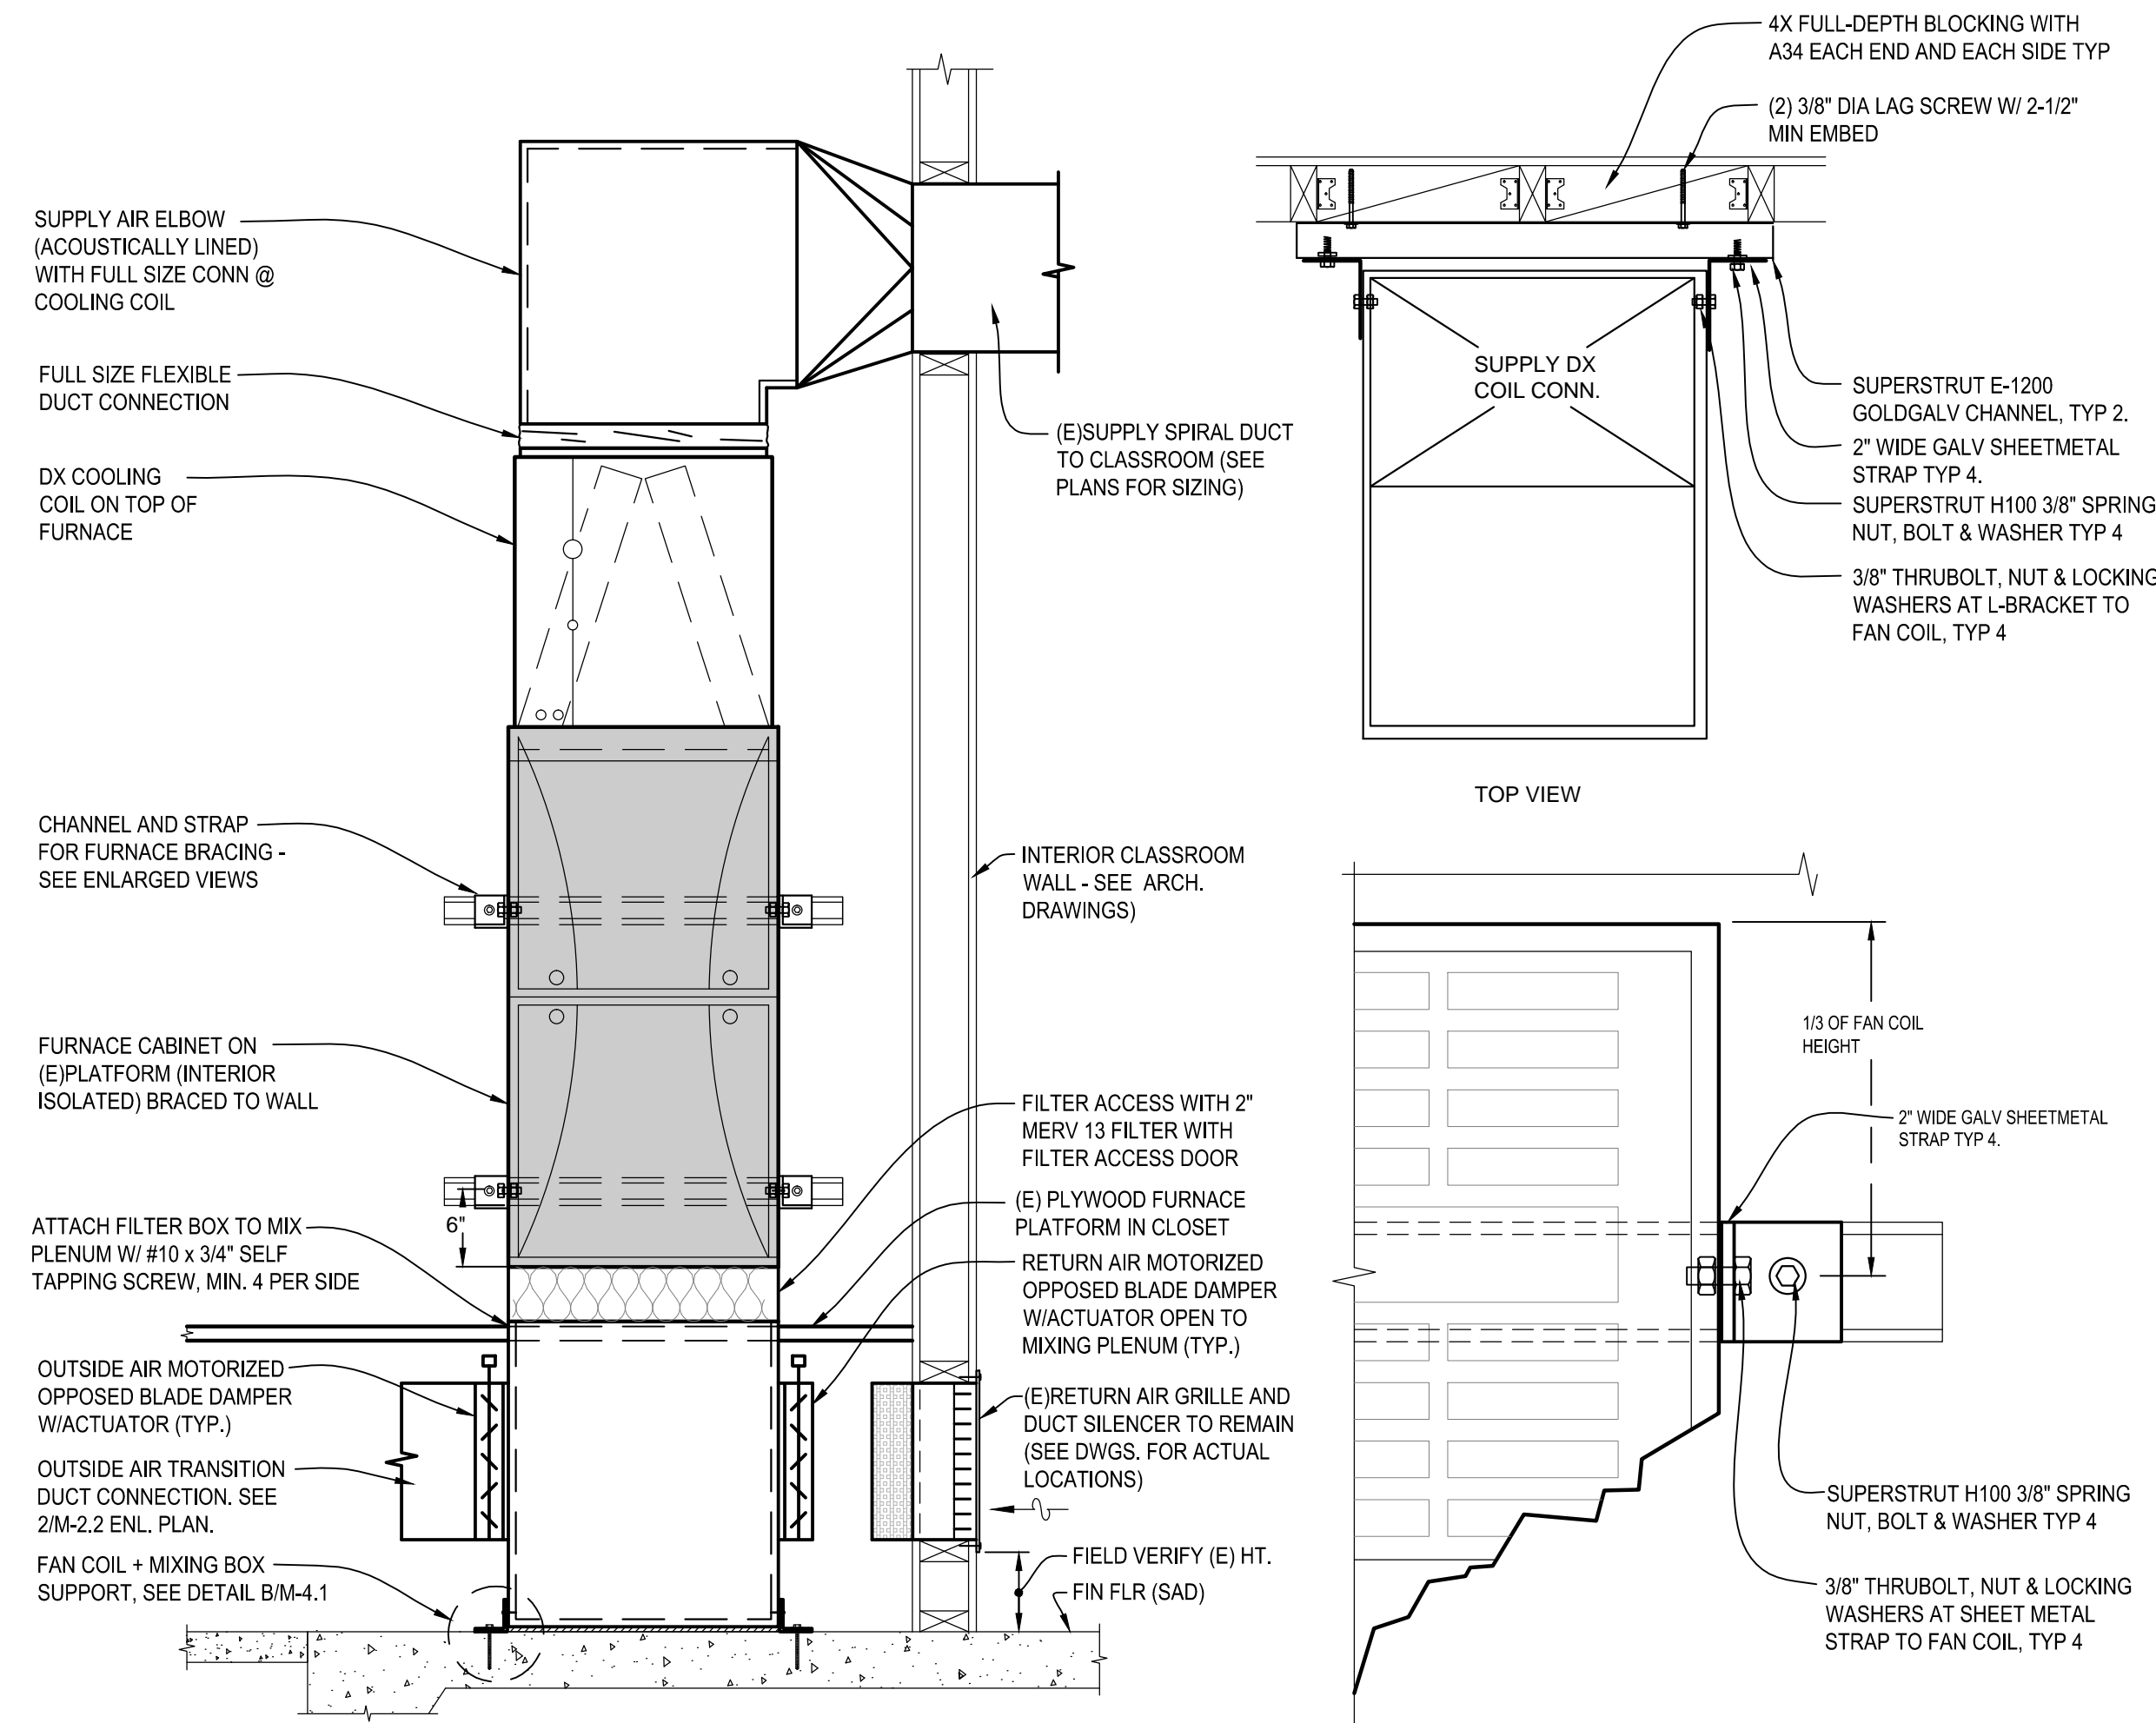 SUPPLY AIR ELBOW
(ACOUSTICALLY LINED)
WITH FULL SIZE CONN @
COOLING COIL
FULL SIZE FLEXIBLE
DUCT CONNECTION
DX COOLING
COIL ON TOP OF
FURNACE
CHANNEL AND STRAP
FOR FURNACE BRACING -
SEE ENLARGED VIEWS
FURNACE CABINET ON
(E)PLATFORM (INTERIOR
ISOLATED) BRACED TO WALL
6"
ATTACH FILTER BOX TO MIX
PLENUM W/ #10 x 3/4" SELF
TAPPING SCREW, MIN. 4 PER SIDE
OUTSIDE AIR MOTORIZED
OPPOSED BLADE DAMPER
W/ACTUATOR (TYP.)
OUTSIDE AIR TRANSITION
DUCT CONNECTION. SEE
2/M-2.2 ENL. PLAN.
FAN COIL + MIXING BOX
SUPPORT, SEE DETAIL B/M-4.1
(E)SUPPLY SPIRAL DUCT
TO CLASSROOM (SEE
PLANS FOR SIZING)
INTERIOR CLASSROOM
WALL - SEE ARCH.
DRAWINGS)
FILTER ACCESS WITH 2"
MERV 13 FILTER WITH
FILTER ACCESS DOOR
(E) PLYWOOD FURNACE
PLATFORM IN CLOSET
RETURN AIR MOTORIZED
OPPOSED BLADE DAMPER
W/ACTUATOR OPEN TO
MIXING PLENUM (TYP.)
(E)RETURN AIR GRILLE AND
DUCT SILENCER TO REMAIN
(SEE DWGS. FOR ACTUAL
LOCATIONS)
FIELD VERIFY (E) HT.
FIN FLR (SAD)
4X FULL-DEPTH BLOCKING WITH
A34 EACH END AND EACH SIDE TYP
(2) 3/8" DIA LAG SCREW W/ 2-1/2"
MIN EMBED
SUPPLY DX
COIL CONN.
SUPERSTRUT E-1200
GOLDGALV CHANNEL, TYP 2.
2" WIDE GALV SHEETMETAL
STRAP TYP 4.
SUPERSTRUT H100 3/8" SPRING
NUT, BOLT & WASHER TYP 4
3/8" THRUBOLT, NUT & LOCKING
WASHERS AT L-BRACKET TO
FAN COIL, TYP 4
TOP VIEW
1/3 OF FAN COIL
HEIGHT
2" WIDE GALV SHEETMETAL
STRAP TYP 4.
SUPERSTRUT H100 3/8" SPRING
NUT, BOLT & WASHER TYP 4
3/8" THRUBOLT, NUT & LOCKING
WASHERS AT SHEET METAL
STRAP TO FAN COIL, TYP 4